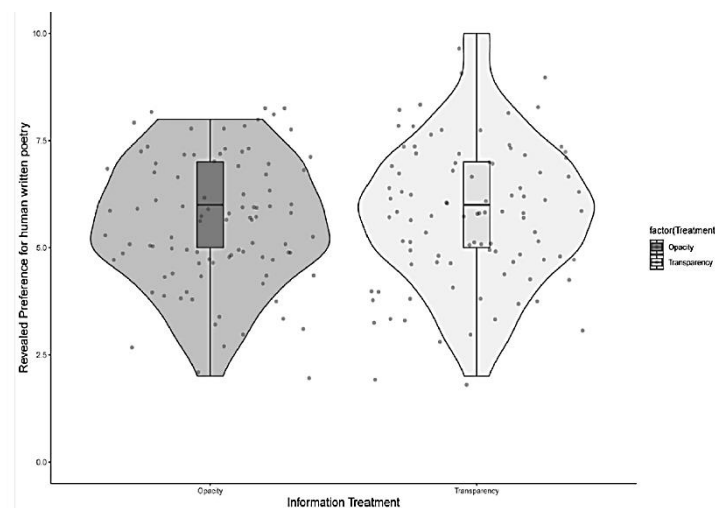 10.0
7.5
5.0
2.5
0.0
Revealed Preference for human written poetry
Opacity
Transparency
Information Treatment
factor(Treatment
Opacity
Transparency